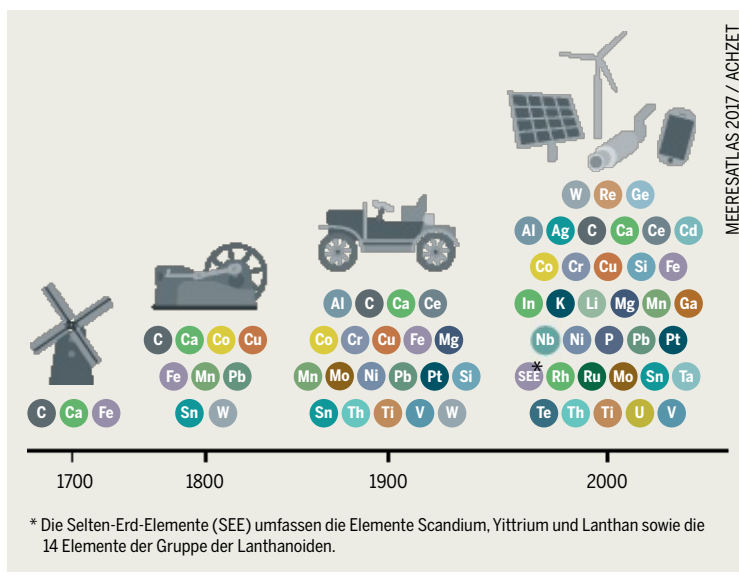 MEERESATLAS 2017 / ACHZET
W Re Ge
Al Ag C Ca Ce Cd
Co Cr Cu Si Fe
In K Li Mg Mn Ga
Nb Ni P Pb Pt
SEE* Rh Ru Mo Sn Ta
Te Th Ti U V
Al C Ca Ce
Co Cr Cu Fe Mg
Mn Mo Ni Pb Pt Si
Sn Th Ti V W
C Ca Co Cu
Fe Mn Pb
Sn W
C Ca Fe
1700 1800 1900 2000
* Die Selten-Erd-Elemente (SEE) umfassen die Elemente Scandium, Yittrium und Lanthan sowie die
14 Elemente der Gruppe der Lanthanoiden.